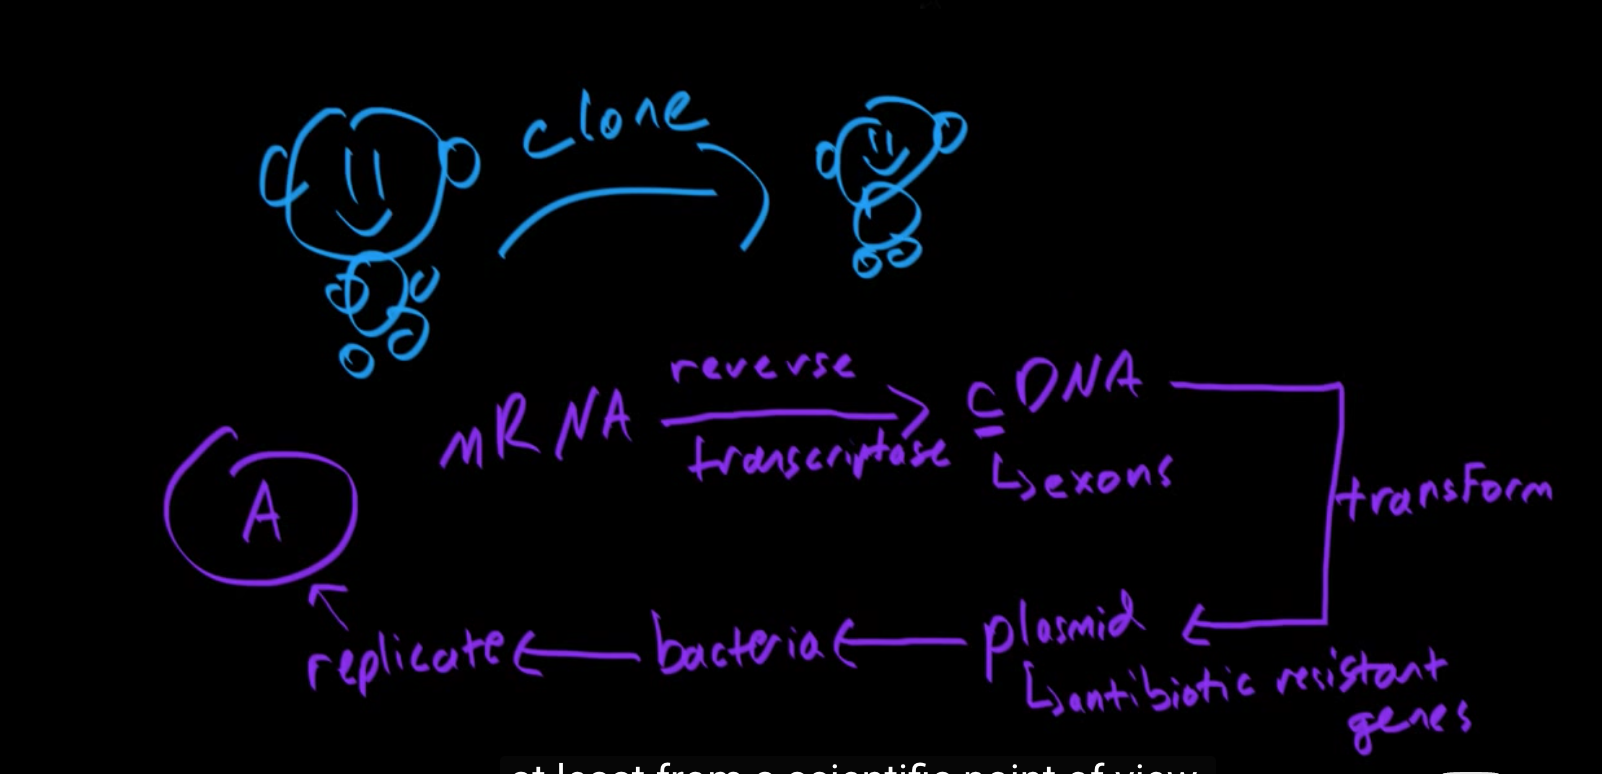 clone
mRNA
reverse
transcriptase
cDNA
↳exons
transform
plasmid
↳antibiotic resistant
genes
bacteria
replicate
A
at least from a scientific point of view